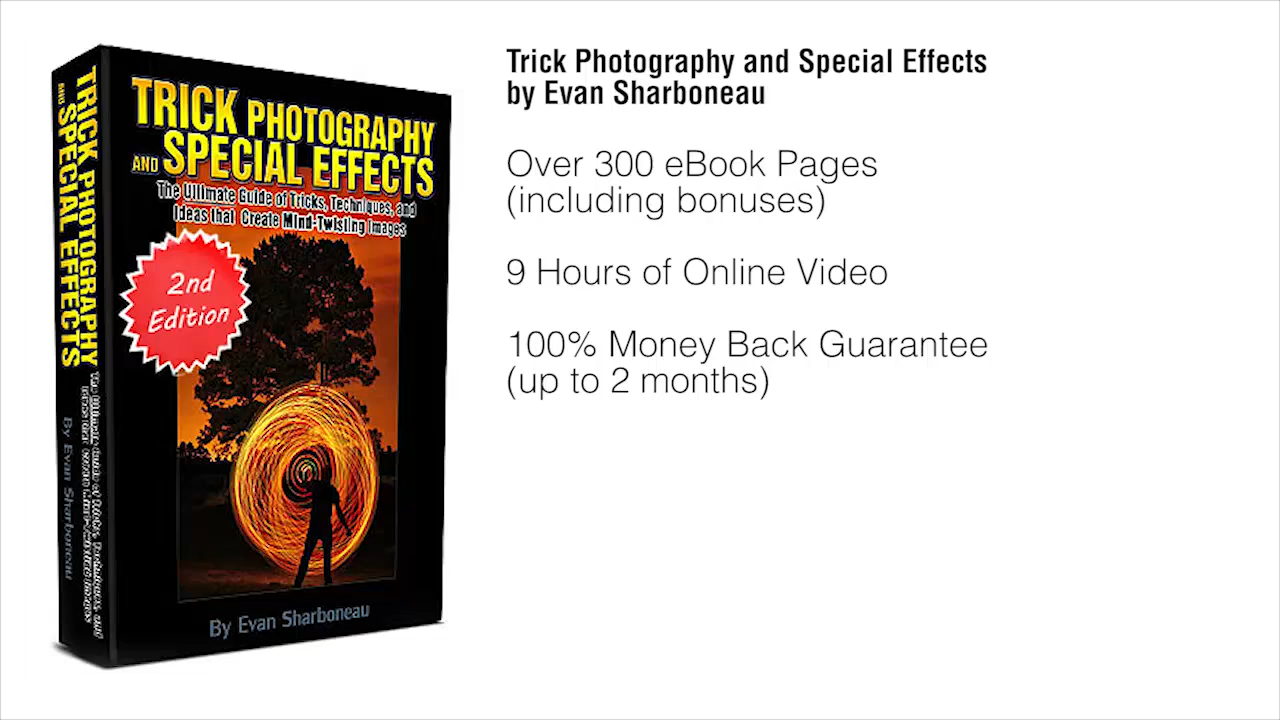 TRICK PHOTOGRAPHY
AND SPECIAL EFFECTS
By Evan Sharboneau
TRICK PHOTOGRAPHY
AND SPECIAL EFFECTS
The Ultimate Guide of Tricks, Techniques, and
Ideas that Create Mind-Twisting Images
2nd
Edition
By Evan Sharboneau
Trick Photography and Special Effects
by Evan Sharboneau
Over 300 eBook Pages
(including bonuses)
9 Hours of Online Video
100% Money Back Guarantee
(up to 2 months)